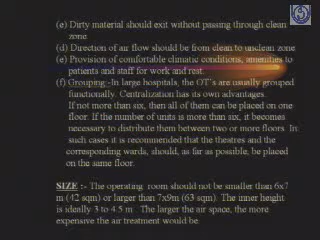 (e) Dirty material should exit without passing through clean
zone.
(d) Direction of air flow should be from clean to unclean zone
(e) Provision of comfortable climatic conditions, amenities to
patients and staff for work and rest.
(f) Grouping:-In large hospitals, the OT's are usually grouped
functionally. Centralization has its own advantages.
If not more than six, then all of them can be placed on one
floor. If the number of units is more than six, it becomes
necessary to distribute them between two or more floors. In
such cases it is recommended that the theatres and the
corresponding wards, should, as far as possible, be placed
on the same floor.
SIZE :- The operating room should not be smaller than 6x7
m (42 sqm) or larger than 7x9m (63 sqm). The inner height
is ideally 3 to 4.5 m. The larger the air space, the more
expensive the air treatment would be.